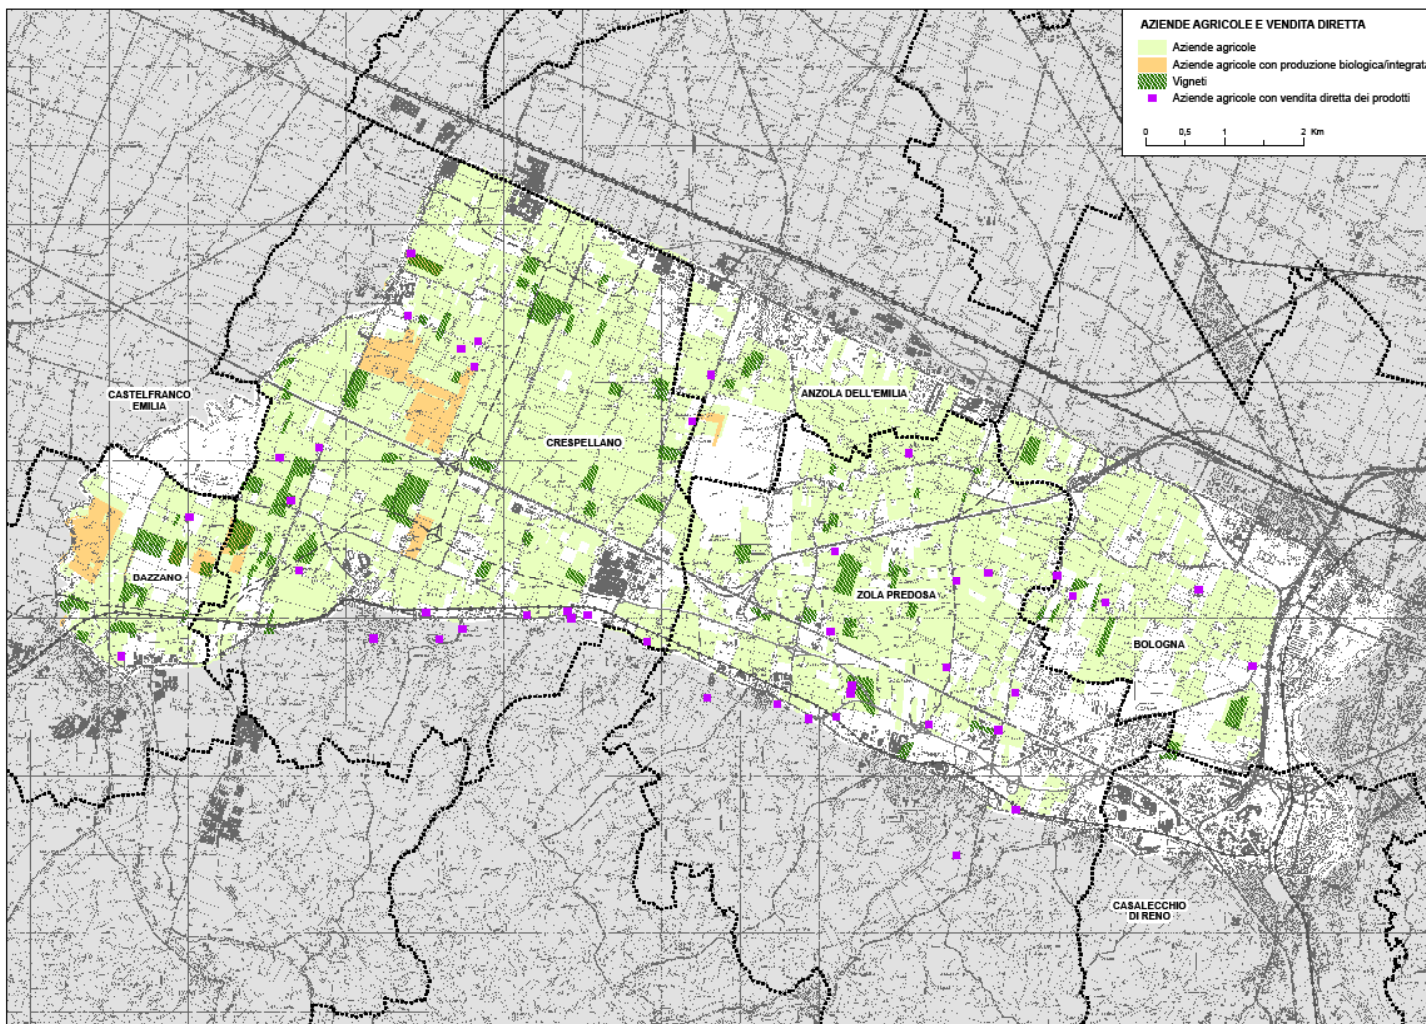 AZIENDE AGRICOLE E VENDITA DIRETTA
Aziende agricole
Aziende agricole con produzione biologica/integrata
Vigneti
Aziende agricole con vendita diretta dei prodotti
0 0,5 1 2 Km
CASTELFRANCO
EMILIA
ANZOLA DELL'EMILIA
CRESPELLANO
BAZZANO
ZOLA PREDOSA
BOLOGNA
CASALECCHIO
DI RENO